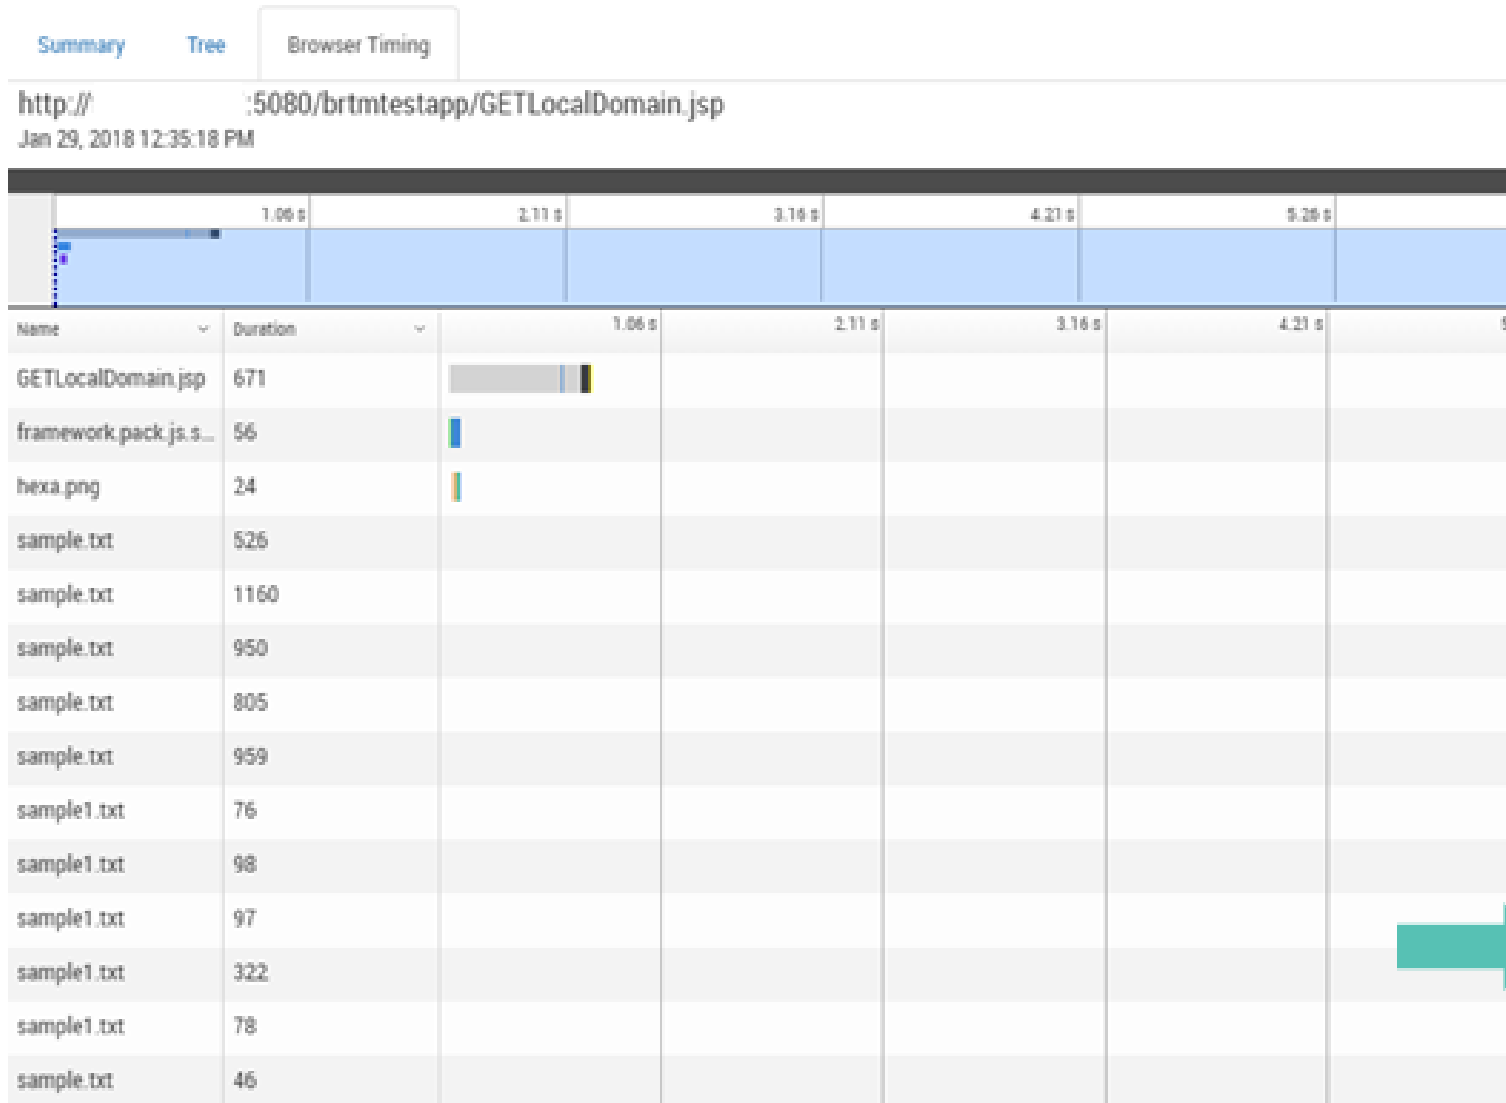 Summary Tree Browser Timing
http:// :5080/brtmtestapp/GETLocalDomain.jsp
Jan 29, 2018 12:35:18 PM
1.06 s 2.11 s 3.16 s 4.21 s 5.26 s
Name Duration 1.06 s 2.11 s 3.16 s 4.21 s
GETLocalDomain.jsp 671
framework.pack.js.s... 56
hexa.png 24
sample.txt 526
sample.txt 1160
sample.txt 950
sample.txt 805
sample.txt 959
sample1.txt 76
sample1.txt 98
sample1.txt 97
sample1.txt 322
sample1.txt 78
sample.txt 46